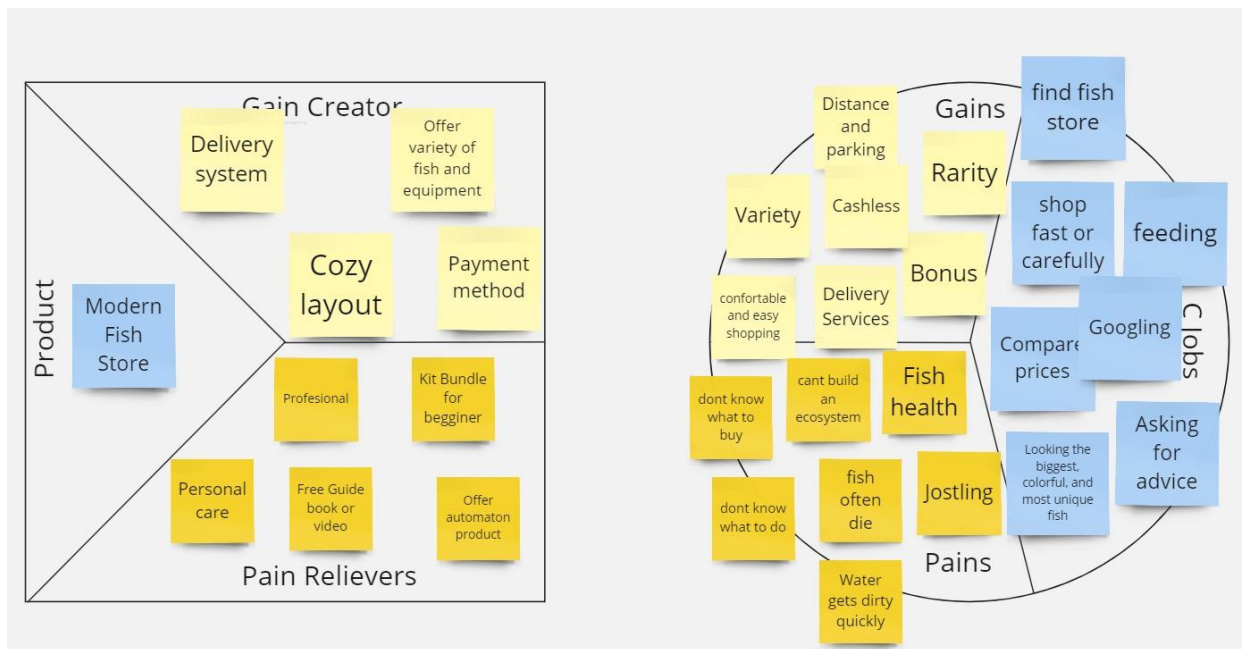 Gain Creator
Delivery
system
Offer
variety of
fish and
equipment
Cozy
layout
Payment
method
Product
Modern
Fish
Store
Profesional
Kit Bundle
for
begginer
Personal
care
Free Guide
book or
video
Offer
automaton
product
Pain Relievers
Gains
Distance
and
parking
Rarity
Variety
Cashless
Bonus
confortable
and easy
shopping
Delivery
Services
find fish
store
shop
fast or
carefully
feeding
Googling
Compare
prices
C Jobs
Looking the
biggest,
colorful, and
most unique
fish
Asking
for
advice
dont know
what to
buy
cant build
an
ecosystem
Fish
health
dont know
what to do
fish
often
die
Jostling
Pains
Water
gets dirty
quickly